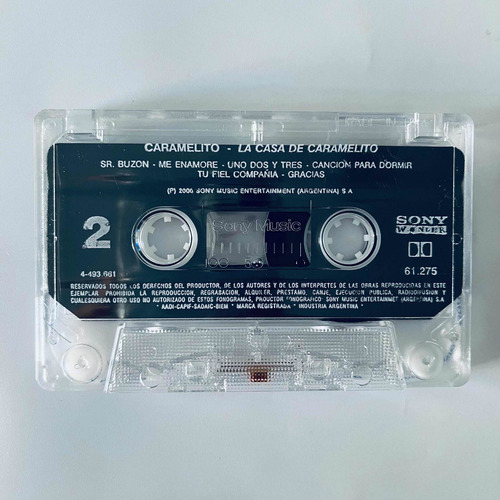 CARAMELITO - LA CASA DE CARAMELITO
SR. BUZON - ME ENAMORE - UNO DOS Y TRES - CANCION PARA DORMIR
TU FIEL COMPAÑIA - GRACIAS
(P) 2000 SONY MUSIC ENTERTAINMENT (ARGENTINA) S A
2
Sony Music
SONY
WONDER
4-493.661
100 50
61.275
RESERVADOS TODOS LOS DERECHOS DEL PRODUCTOR, DE LOS AUTORES Y DE LOS INTERPRETES DE LAS OBRAS REPRODUCIDAS EN ESTE
EJEMPLAR. PROHIBIDA LA REPRODUCCION, REGRABACION, ALQUILER, PRESTAMO, CANJE, EJECUCION PUBLICA, RADIODIFUSION Y
CUALESQUIERA OTRO USO NO AUTORIZADO DE ESTOS FONOGRAMAS, PRODUCTOR FONOGRAFICO: SONY MUSIC ENTERTAINMET (ARGENTINA) S.A
* AADI-CAPIF-SADAIC-BIEM * MARCA REGISTRADA * INDUSTRIA ARGENTINA *